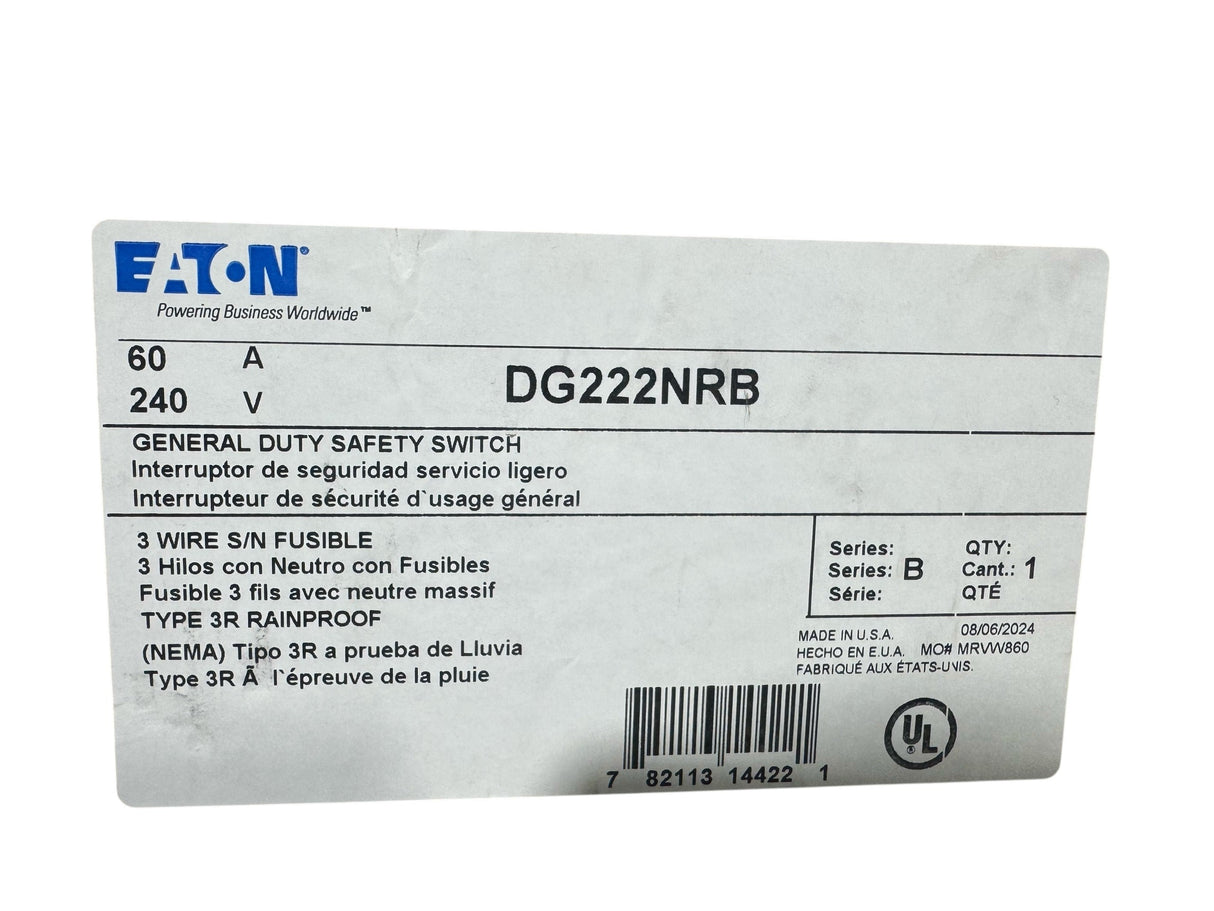 EATON®
Powering Business Worldwide™
60 A
240 V
DG222NRB
GENERAL DUTY SAFETY SWITCH
Interruptor de seguridad servicio ligero
Interrupteur de sécurité d`usage général
3 WIRE S/N FUSIBLE
3 Hilos con Neutro con Fusibles
Fusible 3 fils avec neutre massif
TYPE 3R RAINPROOF
(NEMA) Tipo 3R a prueba de Lluvia
Type 3R Ã l`épreuve de la pluie
Series: QTY:
Series: B Cant.: 1
Série: QTÉ
MADE IN U.S.A. 08/06/2024
HECHO EN E.U.A. MO# MRVW860
FABRIQUÉ AUX ÉTATS-UNIS.
7 82113 14422 1
UL®